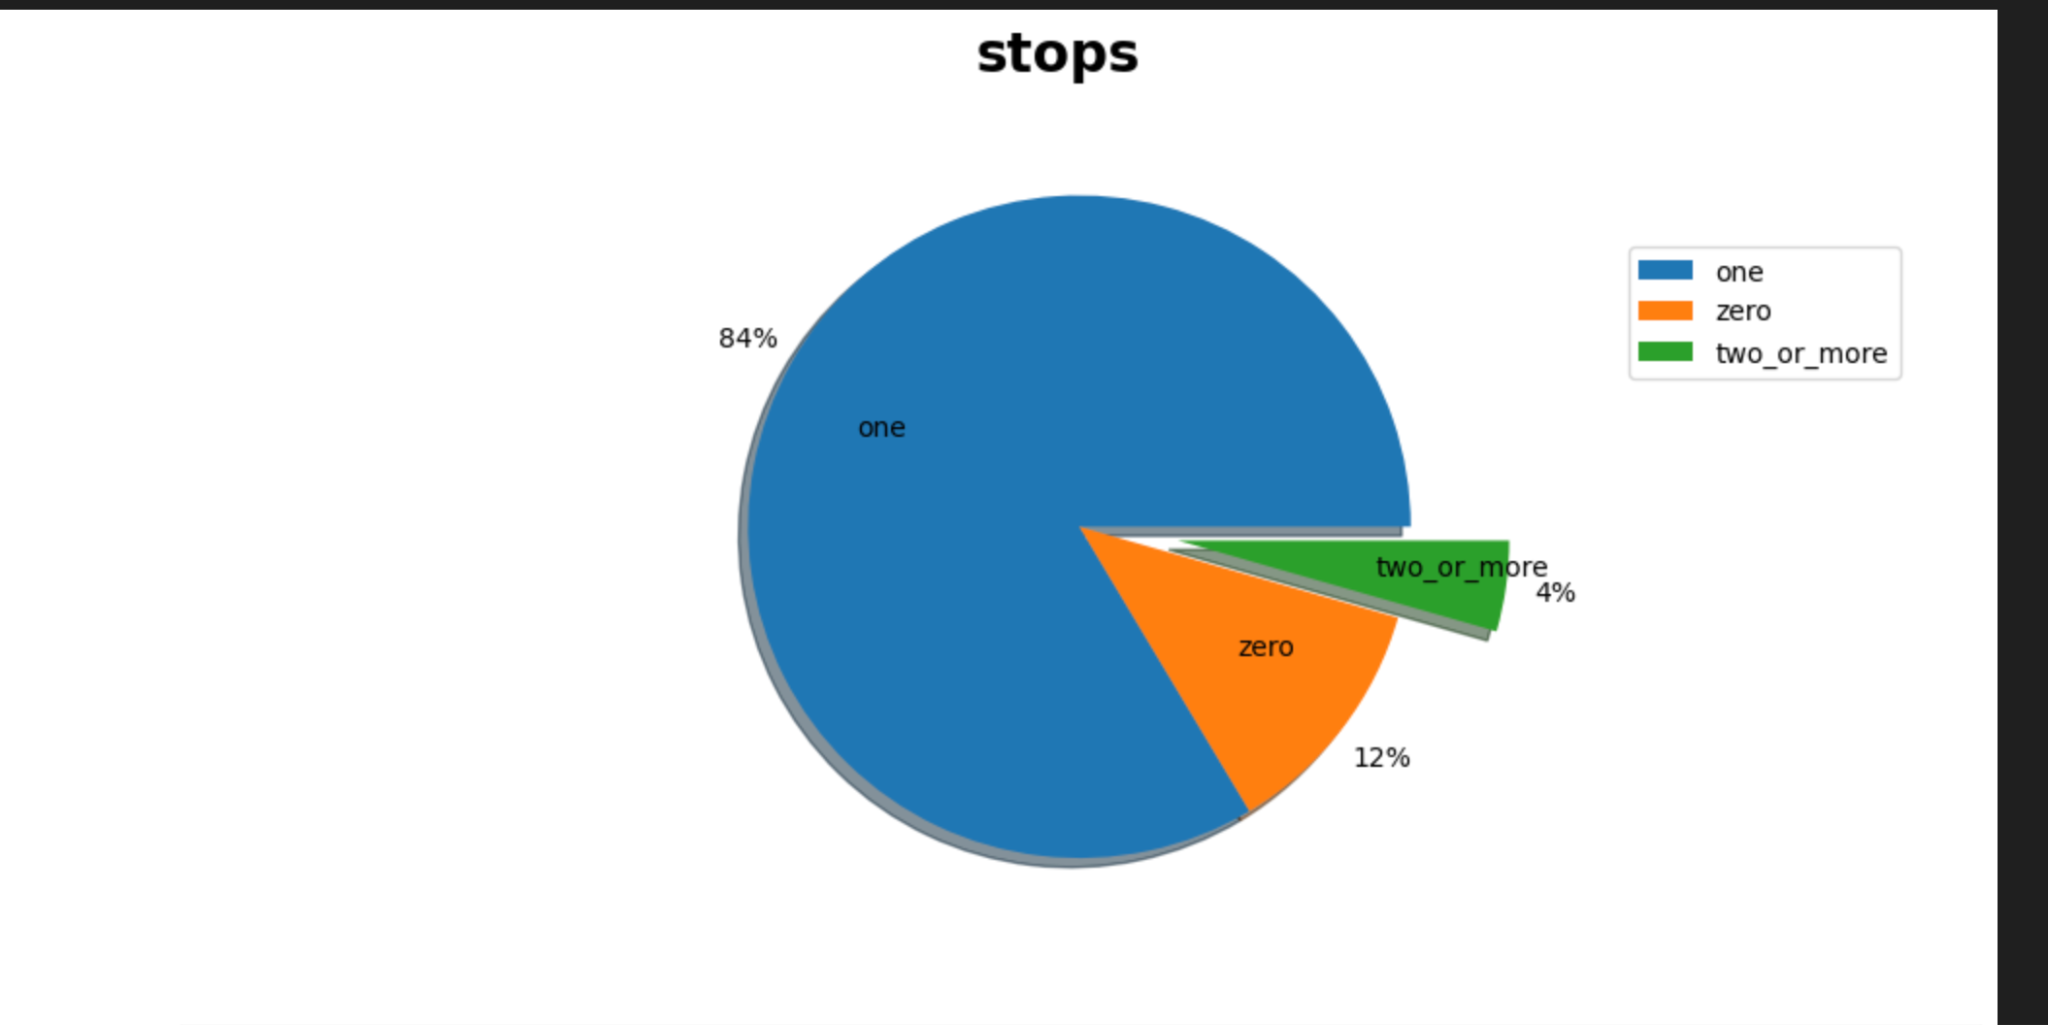 stops
one
zero
two_or_more
84%
one
two_or_more
4%
zero
12%